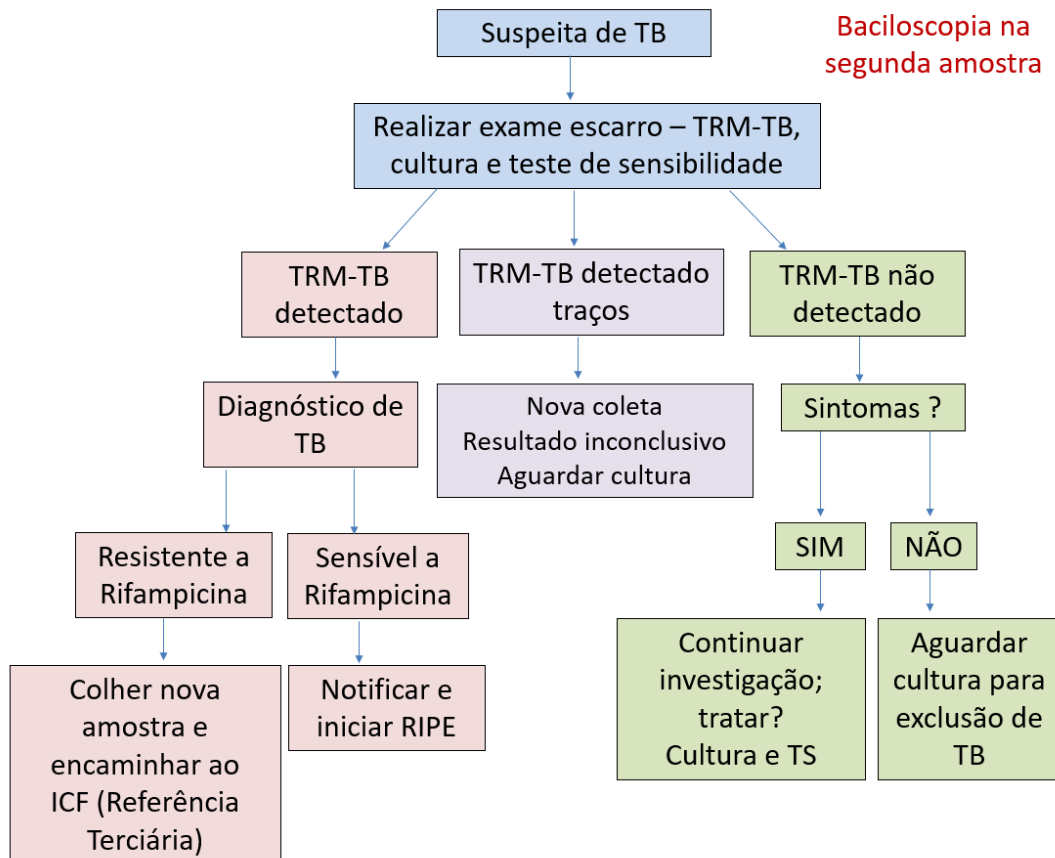 Suspeita de TB
Baciloscopia na
segunda amostra
Realizar exame escarro – TRM-TB,
cultura e teste de sensibilidade
TRM-TB
detectado
TRM-TB detectado
traços
TRM-TB não
detectado
Diagnóstico de
TB
Nova coleta
Resultado inconclusivo
Aguardar cultura
Sintomas ?
Resistente a
Rifampicina
Sensível a
Rifampicina
SIM
NÃO
Colher nova
amostra e
encaminhar ao
ICF (Referência
Terciária)
Notificar e
iniciar RIPE
Continuar
investigação;
tratar?
Cultura e TS
Aguardar
cultura para
exclusão de
TB